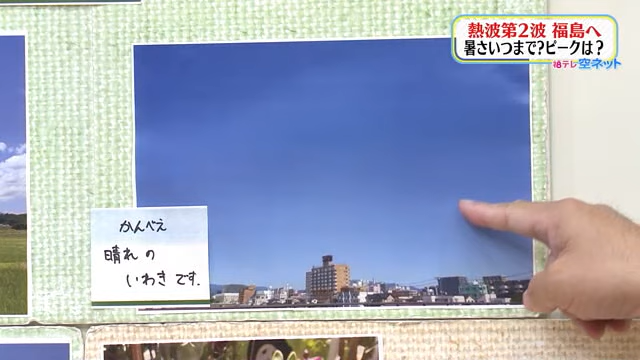 熱波第2波 福島へ
暑さいつまで?ピークは?
福テレ空ネット
かんべえ
晴れの
いわきです.